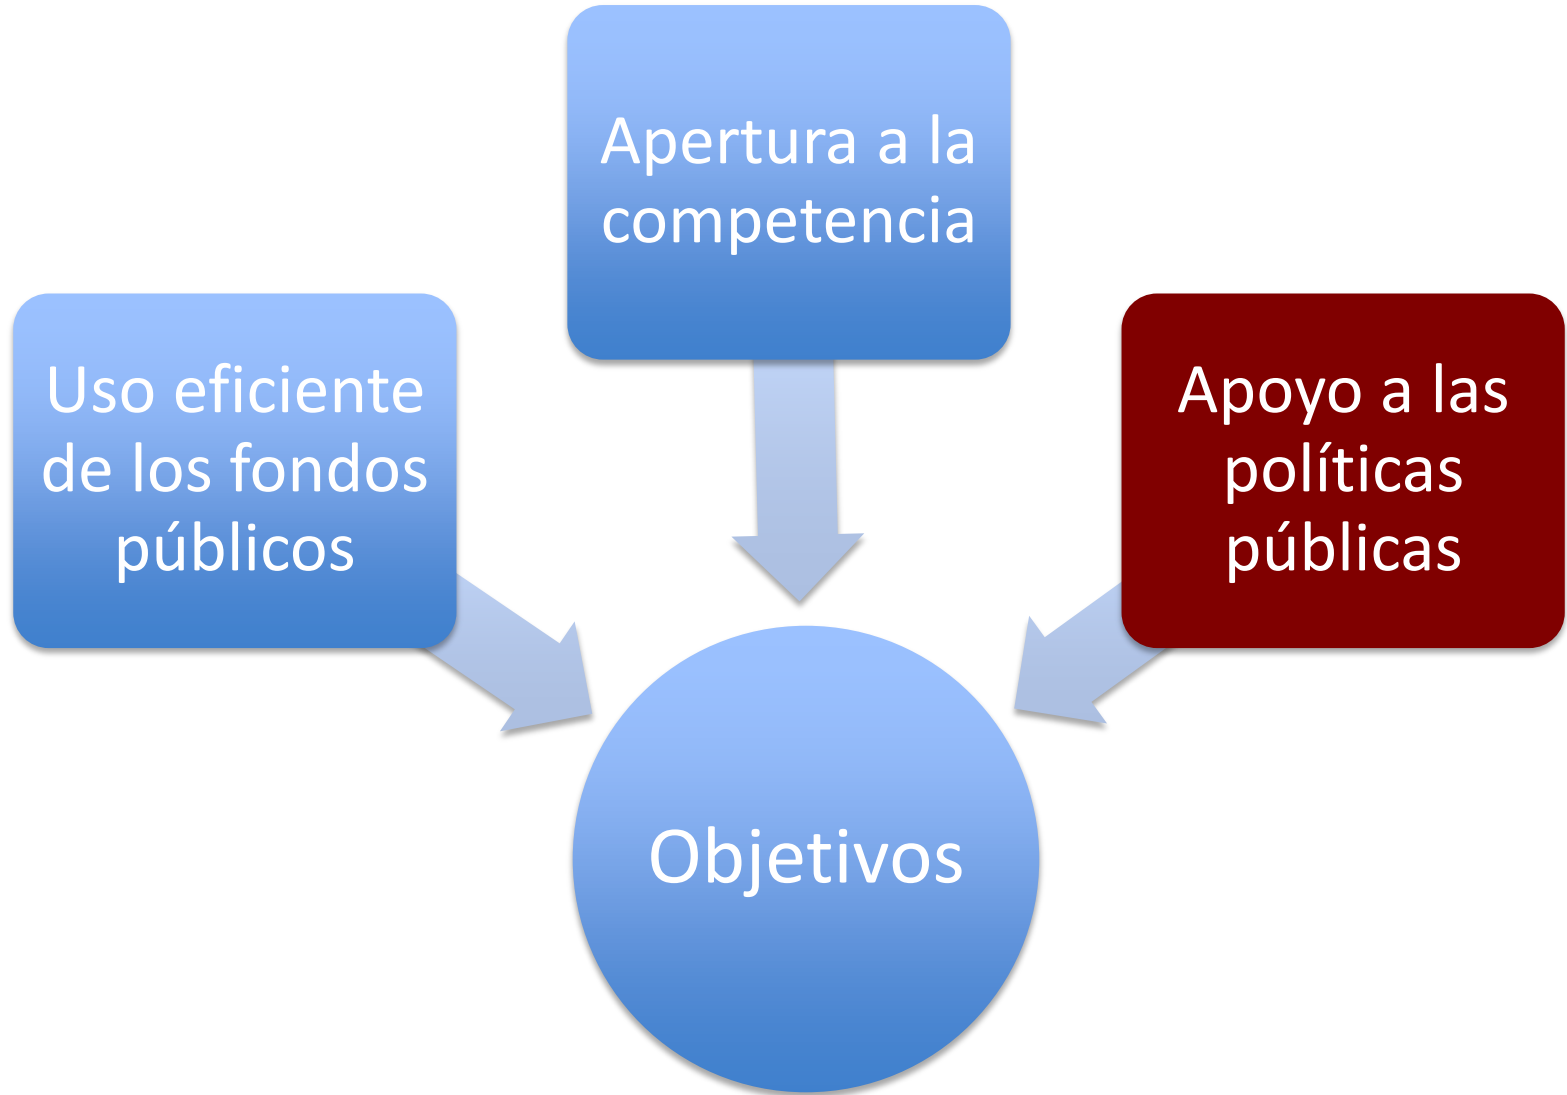 Apertura a la
competencia
Uso eficiente
de los fondos
públicos
Apoyo a las
políticas
públicas
Objetivos